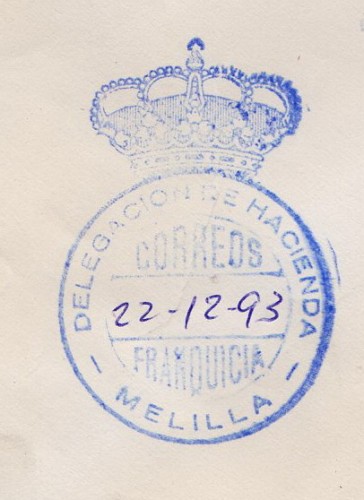 DELEGACION DE HACIENDA
CORREOS
22-12-93
FRANQUICIA
- MELILLA -